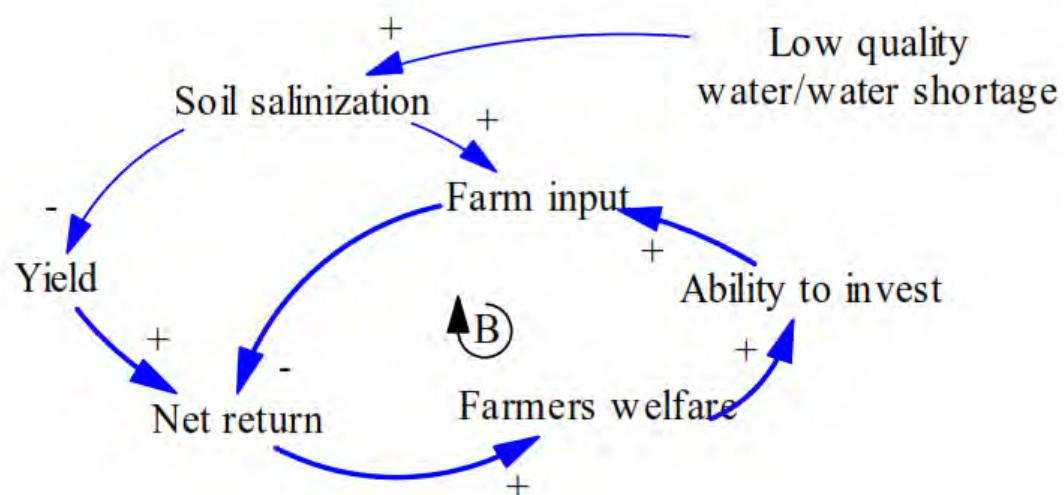 +
Low quality
water/water shortage
Soil salinization
+
Farm input
-
+
Yield
Ability to invest
+
B
+
-
Farmers welfare
Net return
+